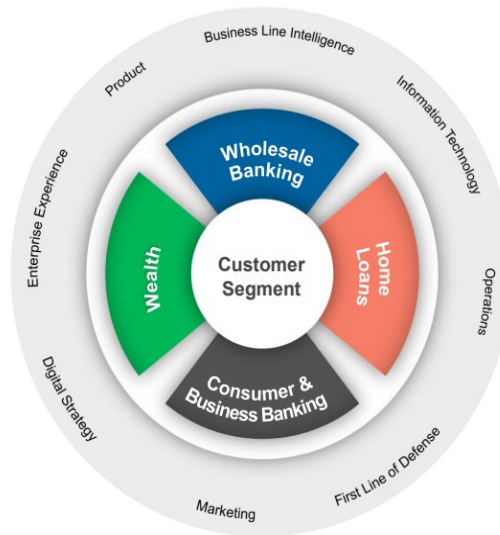 Business Line Intelligence
Product
Information Technology
Enterprise Experience
Operations
Digital Strategy
First Line of Defense
Marketing
Wholesale
Banking
Wealth
Home
Loans
Customer
Segment
Consumer &
Business Banking